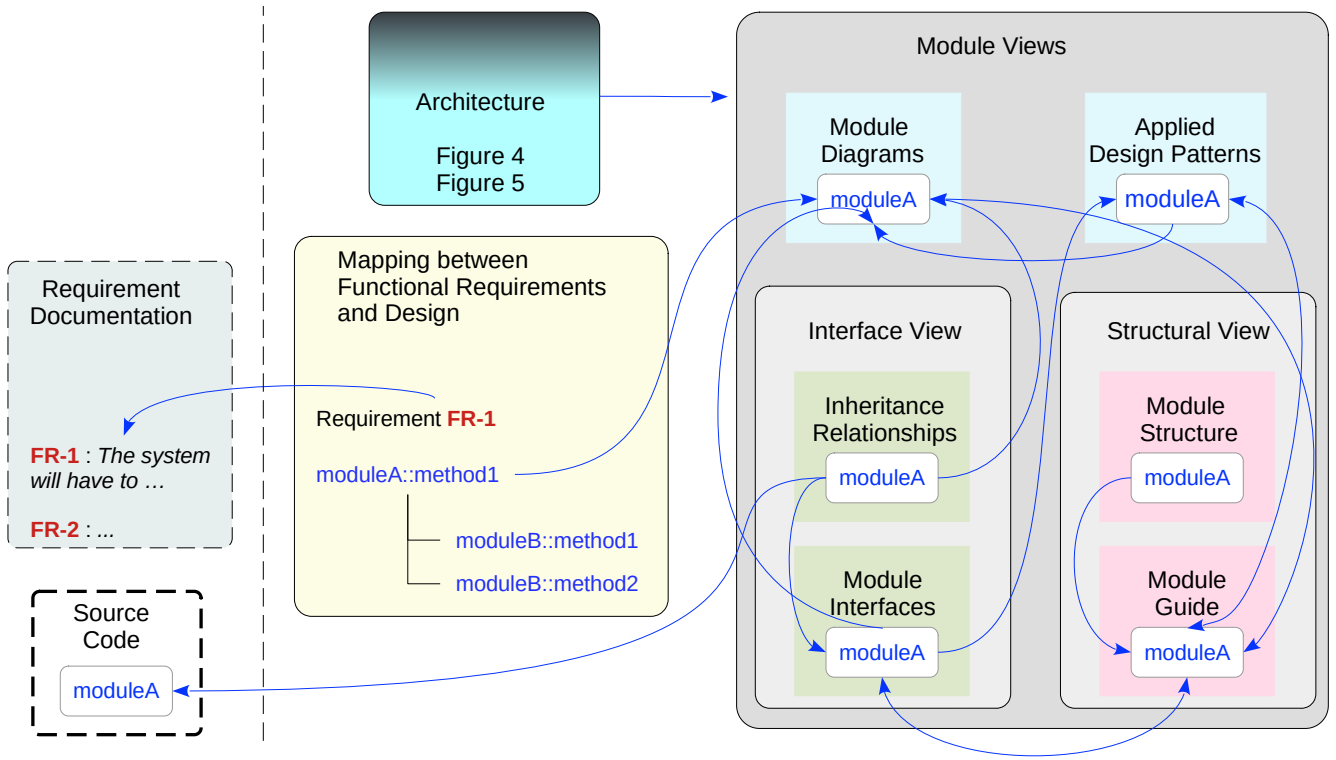 Requirement
Documentation
FR-1 : The system
will have to …
FR-2 : ...
Source
Code
moduleA
Architecture
Figure 4
Figure 5
Mapping between
Functional Requirements
and Design
Requirement FR-1
moduleA::method1
moduleB::method1
moduleB::method2
Module Views
Module
Diagrams
moduleA
Applied
Design Patterns
moduleA
Interface View
Inheritance
Relationships
moduleA
Module
Interfaces
moduleA
Structural View
Module
Structure
moduleA
Module
Guide
moduleA